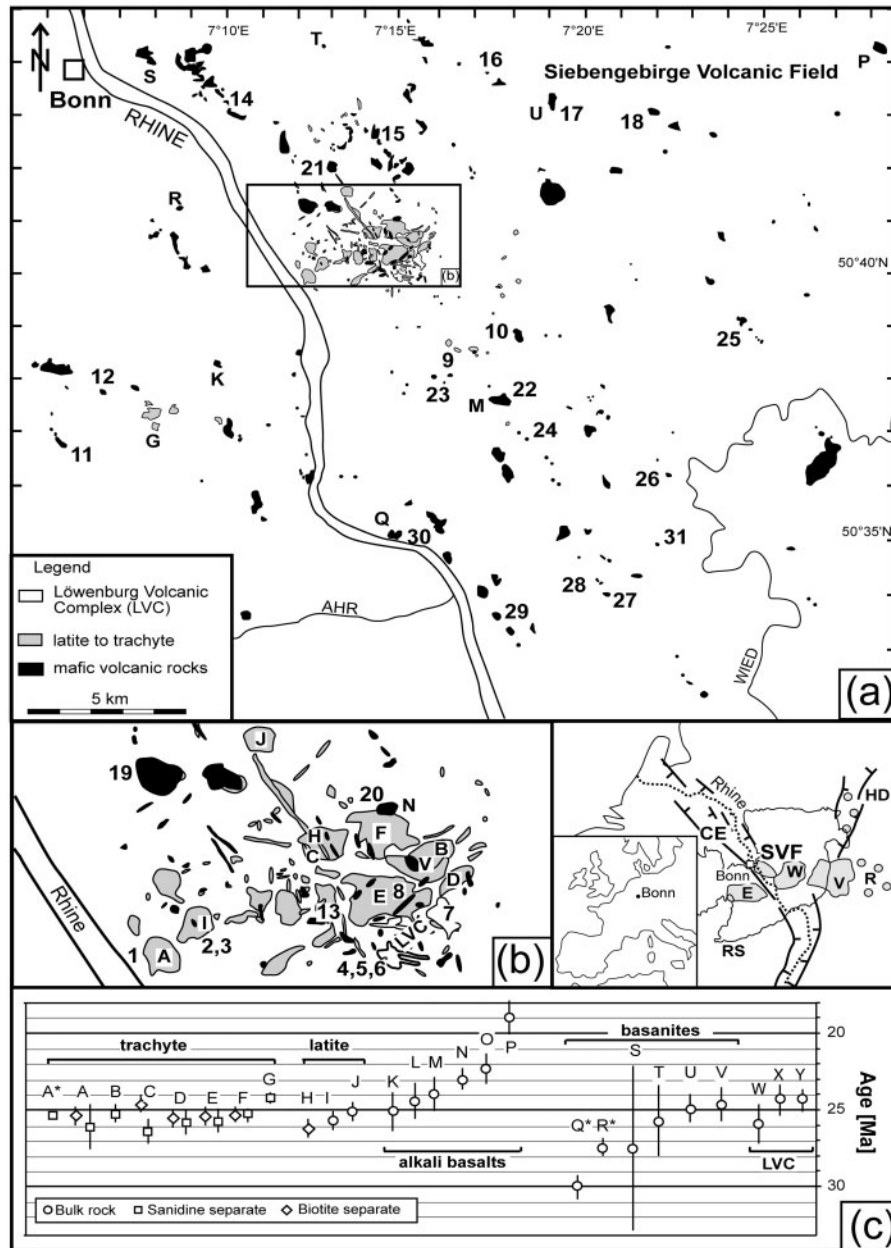 7°10'E
7°15'E
7°20'E
7°25'E
N
Bonn
S
T
16
Siebengebirge Volcanic Field
P
14
RHINE
15
U
17
18
21
R
(b)
50°40'N
10
25
9
12
K
23
22
M
G
24
11
26
Q
30
50°35'N
31
Legend
Löwenburg Volcanic
Complex (LVC)
latite to trachyte
mafic volcanic rocks
5 km
AHR
28
27
29
WIED
(a)
J
19
20
N
H
F
C
B
V
D
E
8
Rhine
I
13
7
1
A
2,3
LVC
4,5,6
(b)
Rhine
HD
CE
SVF
Bonn
W
E
V
R
RS
Bonn
20
25
30
Age [Ma]
trachyte
latite
basanites
A*
A
B
C
D
E
F
G
H
I
J
K
L
M
N
O
P
Q*
R*
S
T
U
V
W
X
Y
alkali basalts
LVC
Bulk rock
Sanidine separate
Biotite separate
(c)